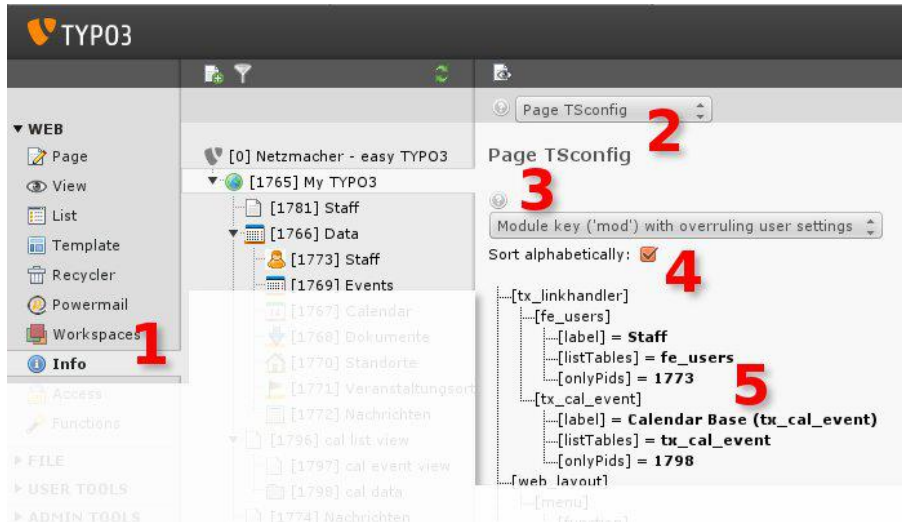 TYPO3
Page TSconfig
2
WEB
Page
View
List
Template
Recycler
Powermail
Workspaces
1
Info
Access
Functions
FILE
USER TOOLS
ADMIN TOOLS
[0] Netzmacher - easy TYPO3
[1765] My TYPO3
[1781] Staff
[1766] Data
[1773] Staff
[1769] Events
[1767] Calendar
[1768] Dokumente
[1770] Standorte
[1771] Veranstaltungsort
[1772] Nachrichten
[1796] cal list view
[1797] cal event view
[1798] cal data
[1774] Nachrichten
Page TSconfig
3
Module key ('mod') with overruling user settings
Sort alphabetically:
4
[tx_linkhandler]
[fe_users]
[label] = Staff
[listTables] = fe_users
[onlyPids] = 1773
5
[tx_cal_event]
[label] = Calendar Base (tx_cal_event)
[listTables] = tx_cal_event
[onlyPids] = 1798
[web_layout]
[menu]
[function]